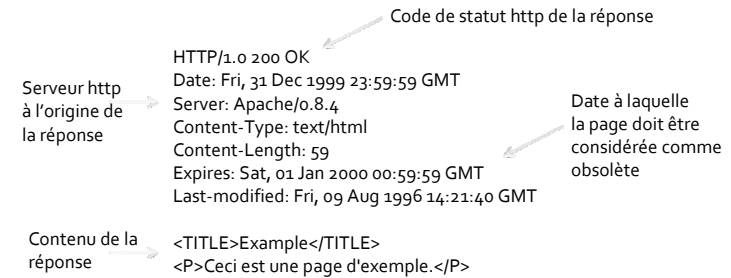 Code de statut http de la réponse
HTTP/1.0 200 OK
Date: Fri, 31 Dec 1999 23:59:59 GMT
Server: Apache/0.8.4
Content-Type: text/html
Content-Length: 59
Expires: Sat, 01 Jan 2000 00:59:59 GMT
Last-modified: Fri, 09 Aug 1996 14:21:40 GMT
Serveur http
à l'origine de
la réponse
Date à laquelle
la page doit être
considérée comme
obsolète
Contenu de la
réponse
<TITLE>Example</TITLE>
<P>Ceci est une page d'exemple.</P>